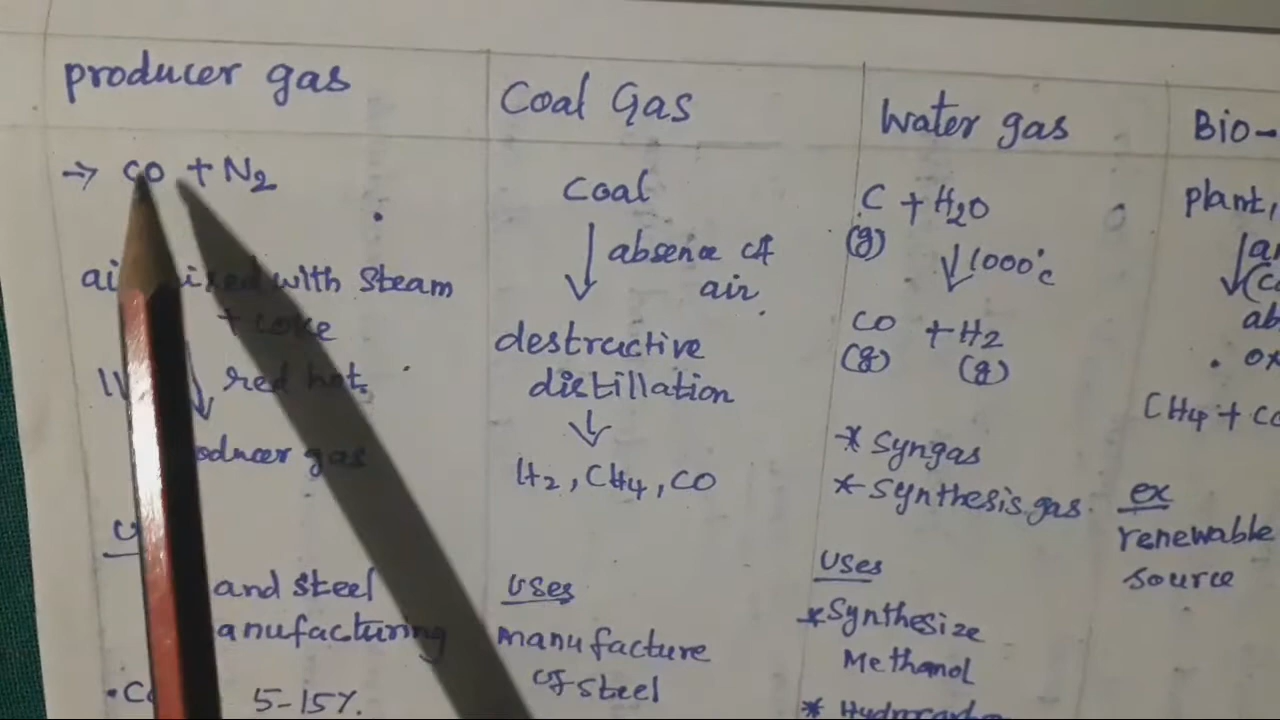 producer gas
→ CO + N2
with Steam
+ coke
red hot.
gas
and steel
5-15%.
Coal Gas
Coal
absence of
air
destructive
distillation
H2, CH4, CO
Uses
manufacture
of steel
Water gas
C + H2O
(g)
1000°c
CO + H2
(g) (g)
* Syngas
* Synthesis gas.
Uses
* Synthesize
Methanol
*
Bio-
plant,
CH4 +
ex
renewable
source